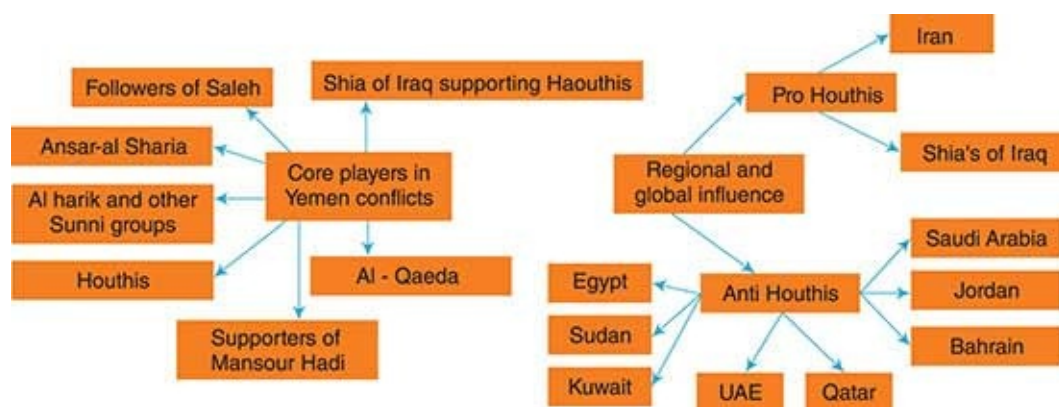 Followers of Saleh
Shia of Iraq supporting Haouthis
Ansar-al Sharia
Core players in
Yemen conflicts
Al harik and other
Sunni groups
Houthis
Al - Qaeda
Supporters of
Mansour Hadi
Iran
Pro Houthis
Shia's of Iraq
Regional and
global influence
Saudi Arabia
Egypt
Anti Houthis
Jordan
Sudan
Bahrain
Kuwait
UAE
Qatar